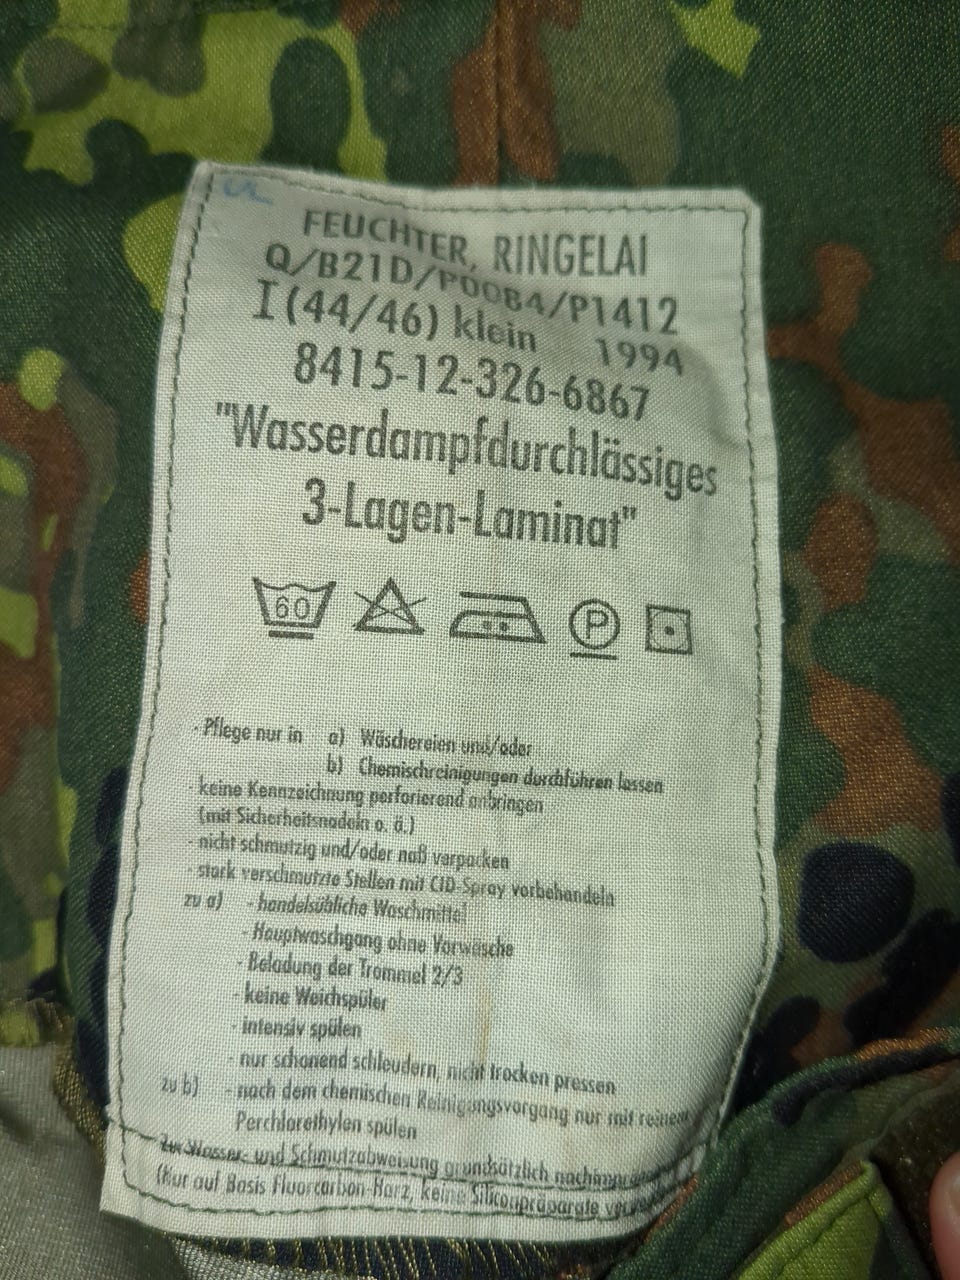 FEUCHTER, RINGELAI
Q/B21D/P00B4/P1412
I (44/46) klein 1994
8415-12-326-6867
"Wasserdampfdurchlässiges
3-Lagen-Laminat"
60 P
- Pflege nur in a) Wäschereien und/oder
b) Chemischreinigungen durchführen lassen
- keine Kennzeichnung perforierend anbringen
(mit Sicherheitsnadeln o. ä.)
- nicht schmutzig und/oder naß verpacken
- stark verschmutzte Stellen mit CID-Spray vorbehandeln
zu a) - handelsübliche Waschmittel
- Hauptwaschgang ohne Vorwäsche
- Beladung der Trommel 2/3
- keine Weichspüler
- intensiv spülen
- nur schonend schleudern, nicht trocken pressen
zu b) - nach dem chemischen Reinigungsvorgang nur mit reinem
Perchlorethylen spülen
Zur Wasser- und Schmutzabweisung grundsätzlich
(Nur auf Basis Fluorcarbon-Harz, keine Siliconpräparate